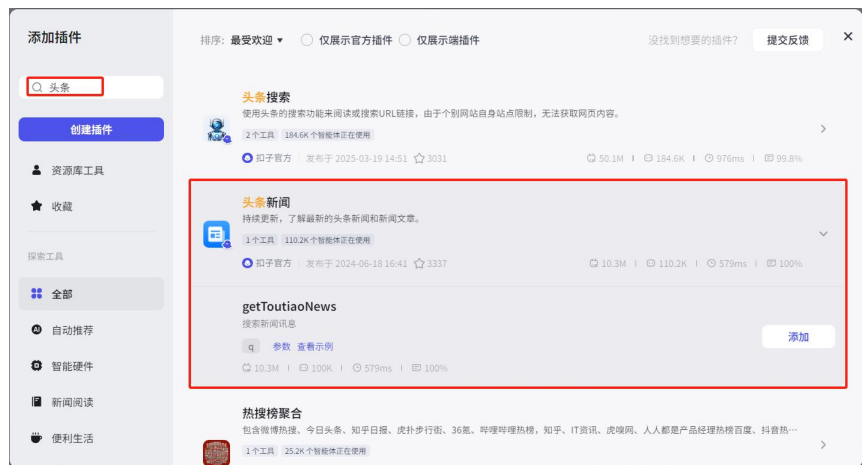 添加插件
排序: 最受欢迎 仅展示官方插件 仅展示端插件
没找到想要的插件? 提交反馈
头条
创建插件
资源库工具
收藏
探索工具
全部
自动推荐
智能硬件
新闻阅读
便利生活
头条搜索
使用头条的搜索功能来阅读或搜索URL链接，由于个别网站自身站点限制，无法获取网页内容。
2个工具 184.6K个智能体正在使用
扣子官方 发布于 2025-03-19 14:51 3031 50.1M 184.6K 976ms 99.8%
头条新闻
持续更新，了解最新的头条新闻和新闻文章。
1个工具 110.2K个智能体正在使用
扣子官方 发布于 2024-06-18 16:41 3337 10.3M 110.2K 579ms 100%
getToutiaoNews
搜索新闻讯息
q 参数 查看示例
添加
10.3M 100K 579ms 100%
热搜榜聚合
包含微博热搜、今日头条、知乎日报、虎扑步行街、36氪、哔哩哔哩热榜，知乎、IT资讯、虎嗅网、人人都是产品经理热榜百度、抖音热…
1个工具 25.2K个智能体正在使用